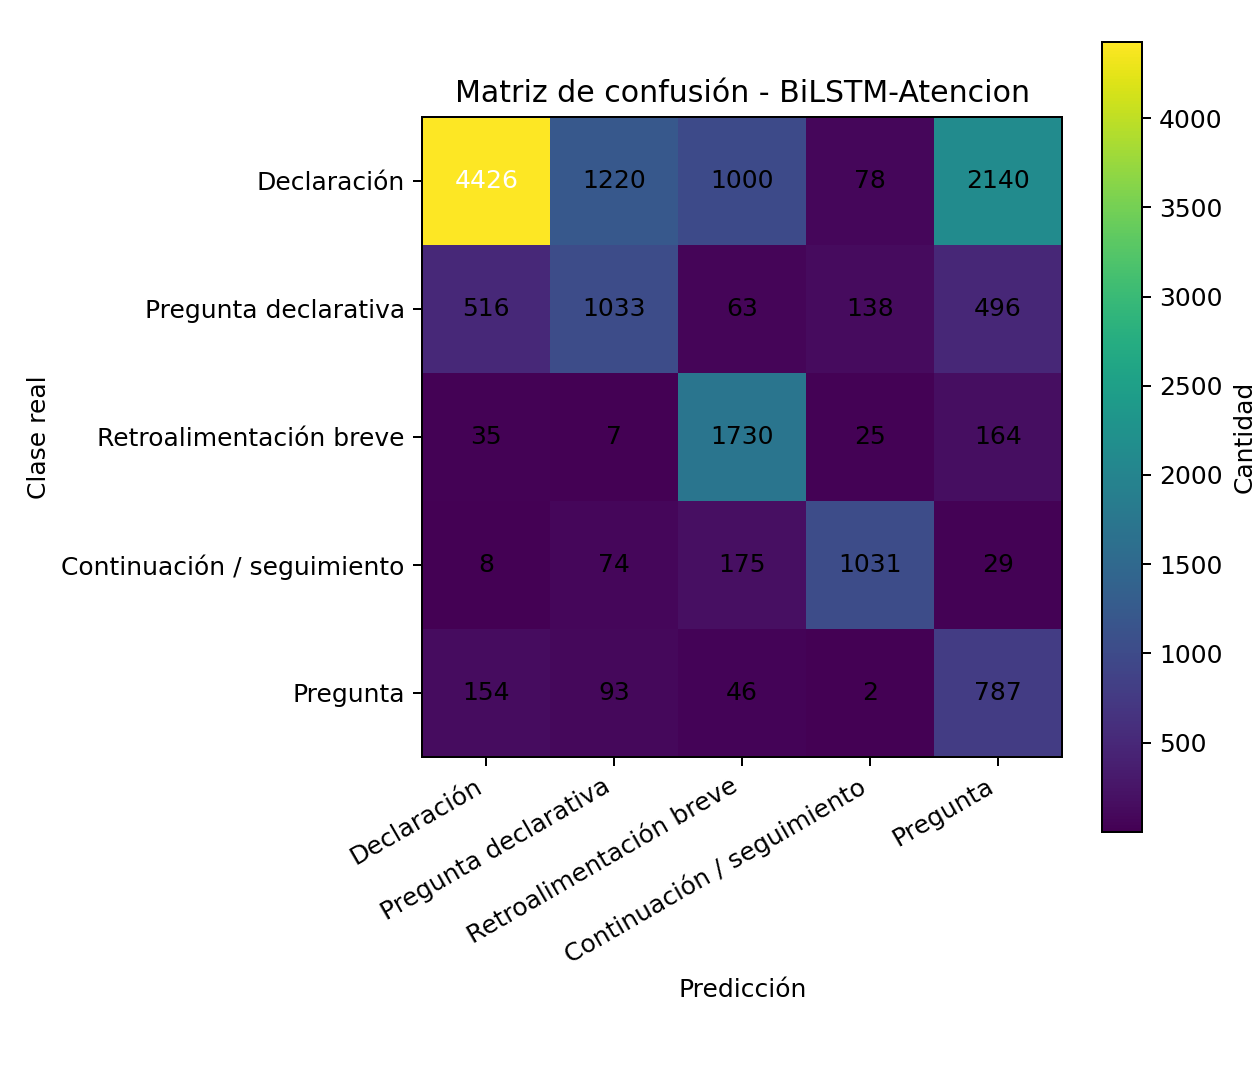 Matriz de confusión - BiLSTM-Atencion
Clase real
Declaración 4426 1220 1000 78 2140
Pregunta declarativa 516 1033 63 138 496
Retroalimentación breve 35 7 1730 25 164
Continuación / seguimiento 8 74 175 1031 29
Pregunta 154 93 46 2 787
Declaración
Pregunta declarativa
Retroalimentación breve
Continuación / seguimiento
Pregunta
Predicción
4000
3500
3000
2500
2000
1500
1000
500
Cantidad